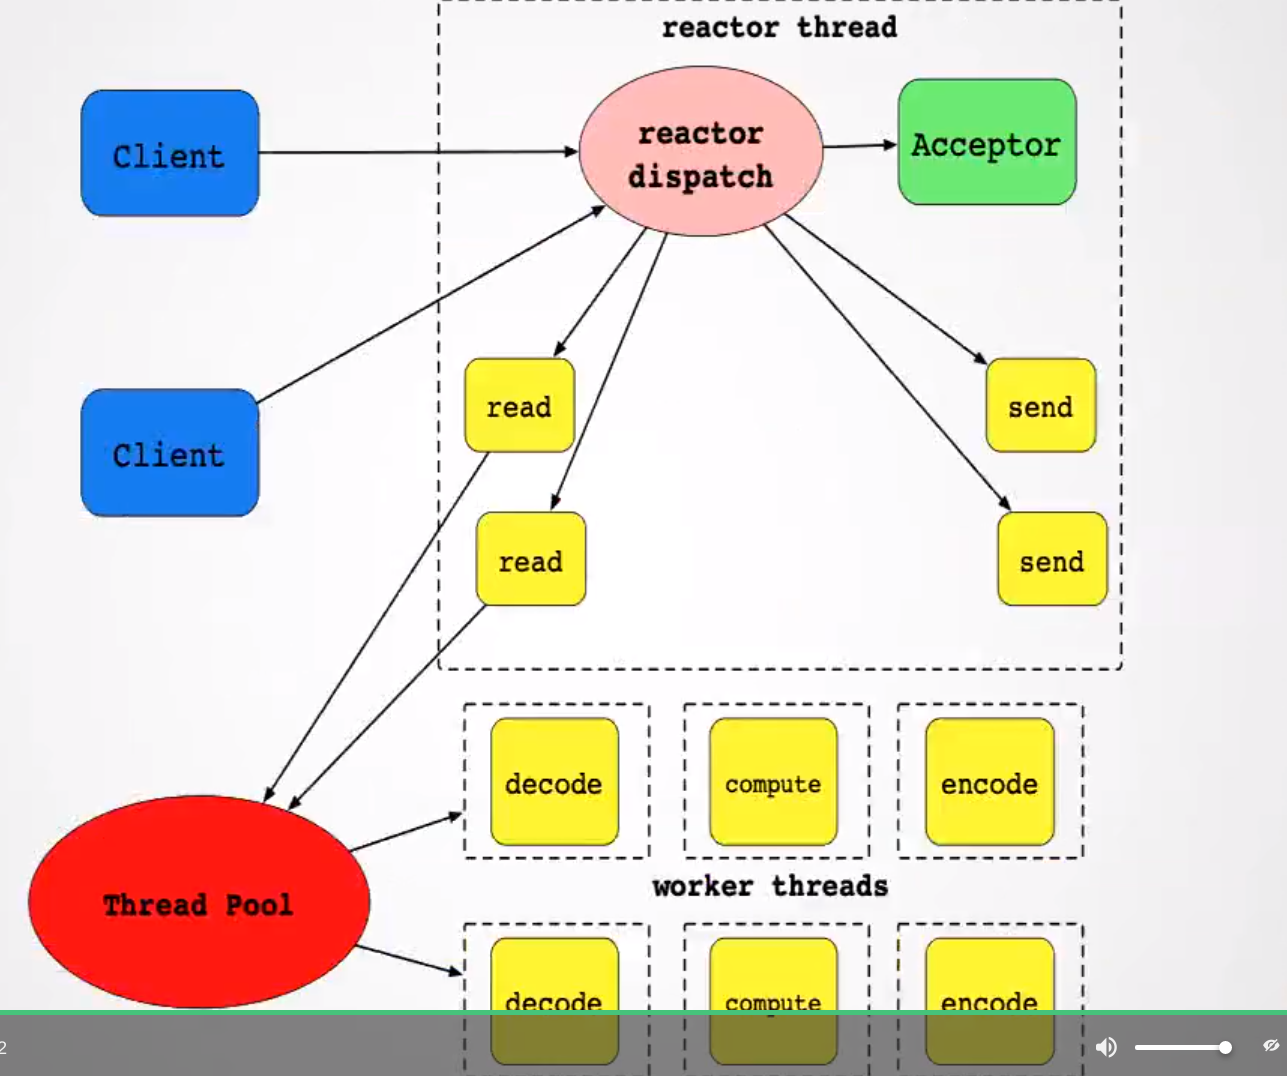 reactor thread
Client
reactor
dispatch
Acceptor
Client
read
send
read
send
decode
compute
encode
worker threads
Thread Pool
decode
compute
encode
2